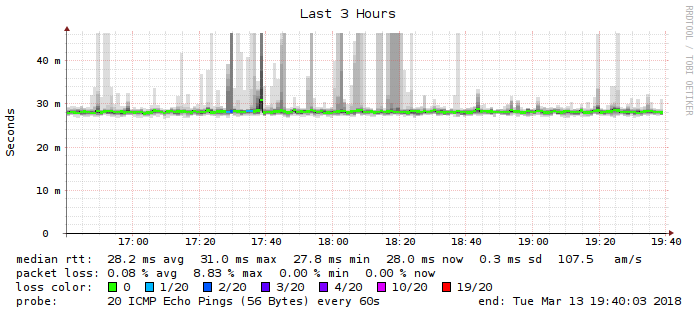 Last 3 Hours
RRDTOOL / TOBI OETIKER
Seconds
40 m
30 m
20 m
10 m
0
17:00 17:20 17:40 18:00 18:20 18:40 19:00 19:20 19:40
median rtt: 28.2 ms avg 31.0 ms max 27.8 ms min 28.0 ms now 0.3 ms sd 107.5 am/s
packet loss: 0.08 % avg 8.83 % max 0.00 % min 0.00 % now
loss color: 0 1/20 2/20 3/20 4/20 10/20 19/20
probe: 20 ICMP Echo Pings (56 Bytes) every 60s end: Tue Mar 13 19:40:03 2018